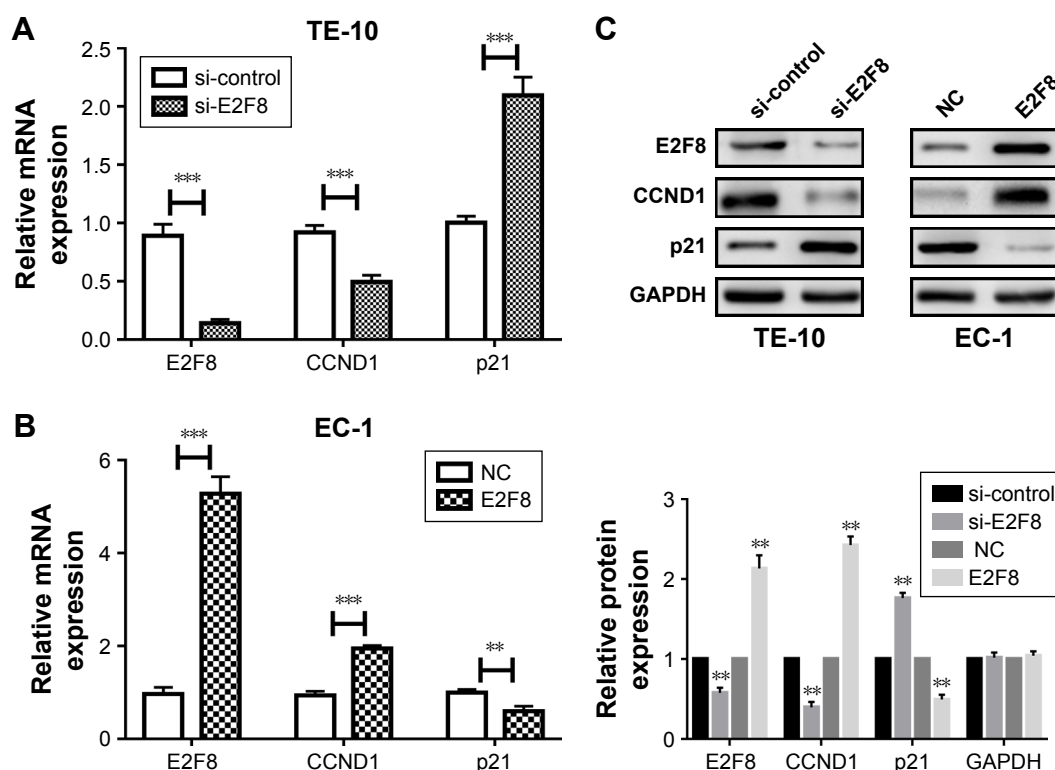 A
TE-10
Relative mRNA
expression
2.5
2.0
1.5
1.0
0.5
0.0
si-control
si-E2F8
***
***
***
E2F8 CCND1 p21
B
EC-1
Relative mRNA
expression
6
4
2
0
NC
E2F8
***
***
**
E2F8 CCND1 p21
C
si-control si-E2F8 NC E2F8
E2F8
CCND1
p21
GAPDH
TE-10 EC-1
Relative protein
expression
3
2
1
0
si-control
si-E2F8
NC
E2F8
** ** ** ** ** **
E2F8 CCND1 p21 GAPDH